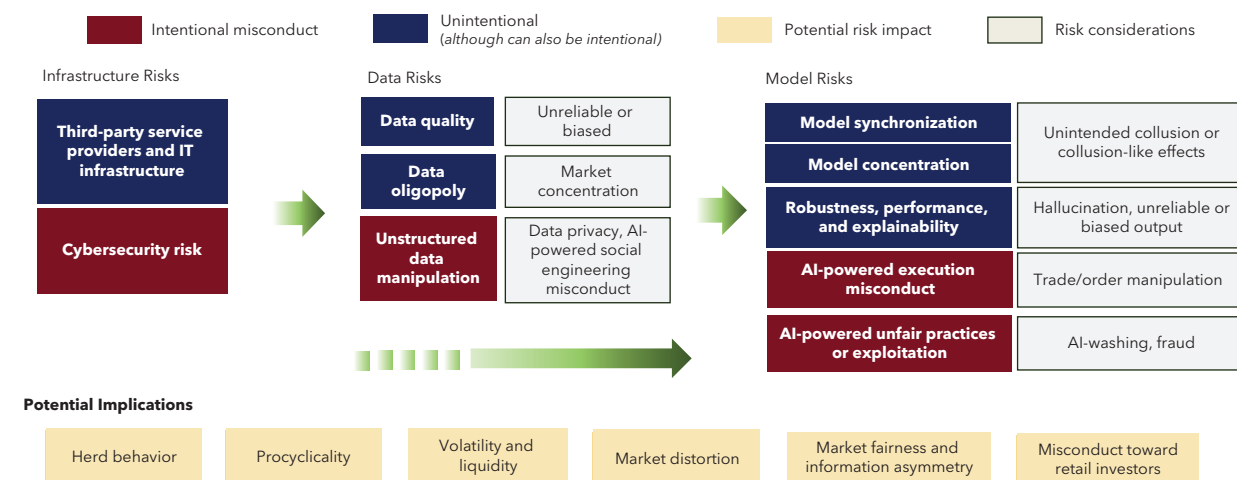 Intentional misconduct
Unintentional
(although can also be intentional)
Potential risk impact
Risk considerations
Infrastructure Risks
Third-party service
providers and IT
infrastructure
Cybersecurity risk
Data Risks
Data quality
Unreliable or
biased
Data
oligopoly
Market
concentration
Unstructured
data
manipulation
Data privacy, AI-
powered social
engineering
misconduct
Model Risks
Model synchronization
Model concentration
Unintended collusion or
collusion-like effects
Robustness, performance,
and explainability
Hallucination, unreliable or
biased output
AI-powered execution
misconduct
Trade/order manipulation
AI-powered unfair practices
or exploitation
AI-washing, fraud
Potential Implications
Herd behavior
Procyclicality
Volatility and
liquidity
Market distortion
Market fairness and
information asymmetry
Misconduct toward
retail investors